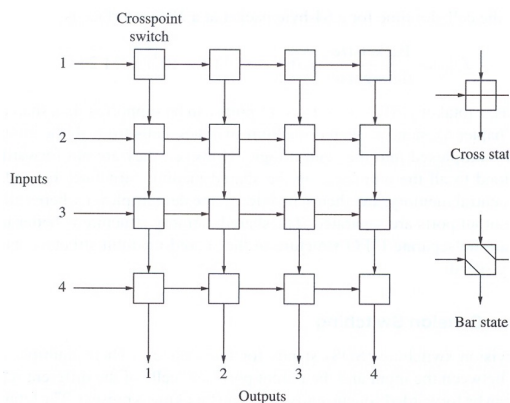 Crosspoint
switch
1
2
Inputs
3
4
1 2 3 4
Outputs
Cross stat
Bar state